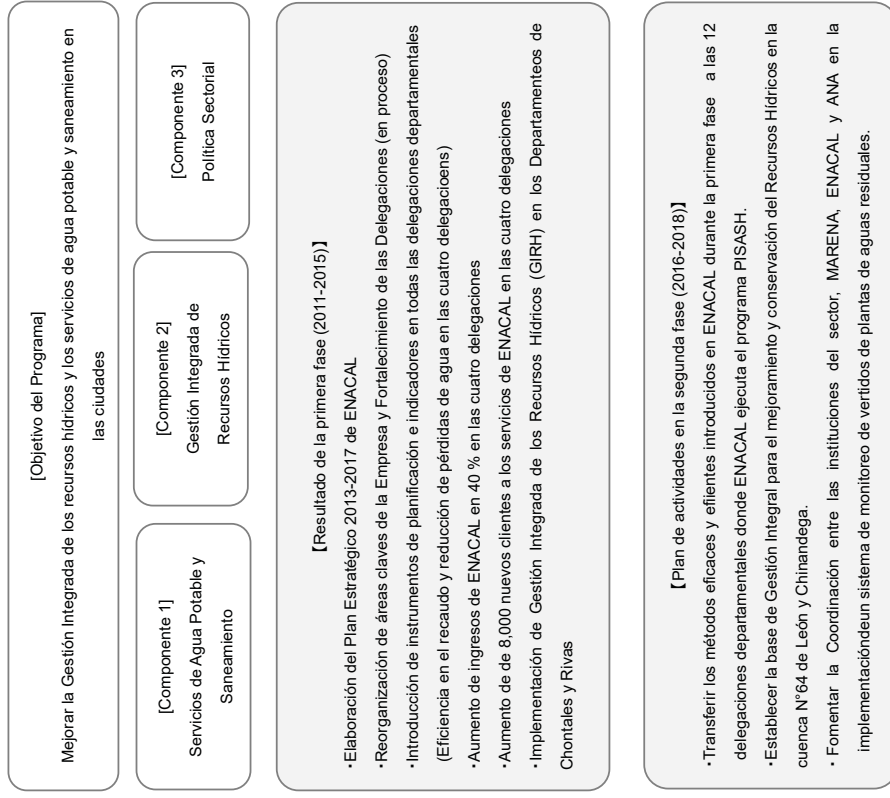 [Objetivo del Programa]
Mejorar la Gestión Integrada de los recursos hídricos y los servicios de agua potable y saneamiento en
las ciudades
[Componente 1]
Servicios de Agua Potable y
Saneamiento
[Componente 2]
Gestión Integrada de
Recursos Hídricos
[Componente 3]
Política Sectorial
【Resultado de la primera fase (2011-2015)】
・Elaboración del Plan Estratégico 2013-2017 de ENACAL
・Reorganización de áreas claves de la Empresa y Fortalecimiento de las Delegaciones (en proceso)
・Introducción de instrumentos de planificación e indicadores en todas las delegaciones departamentales
(Eficiencia en el recaudo y reducción de pérdidas de agua en las cuatro delegacioens)
・Aumento de ingresos de ENACAL en 40 % en las cuatro delegaciones
・Aumento de de 8,000 nuevos clientes a los servicios de ENACAL en las cuatro delegaciones
・Implementación de Gestión Integrada de los Recursos Hídricos (GIRH) en los Departamenteos de
Chontales y Rivas
【Plan de actividades en la segunda fase (2016-2018)】
・Transferir los métodos eficaces y efiientes introducidos en ENACAL durante la primera fase a las 12
delegaciones departamentales donde ENACAL ejecuta el programa PISASH.
・Establecer la base de Gestión Integral para el mejoramiento y conservación del Recursos Hídricos en la
cuenca N°64 de León y Chinandega.
・Fomentar la Coordinación entre las instituciones del sector, MARENA, ENACAL y ANA en la
implementacióndeun sistema de monitoreo de vertidos de plantas de aguas residuales.